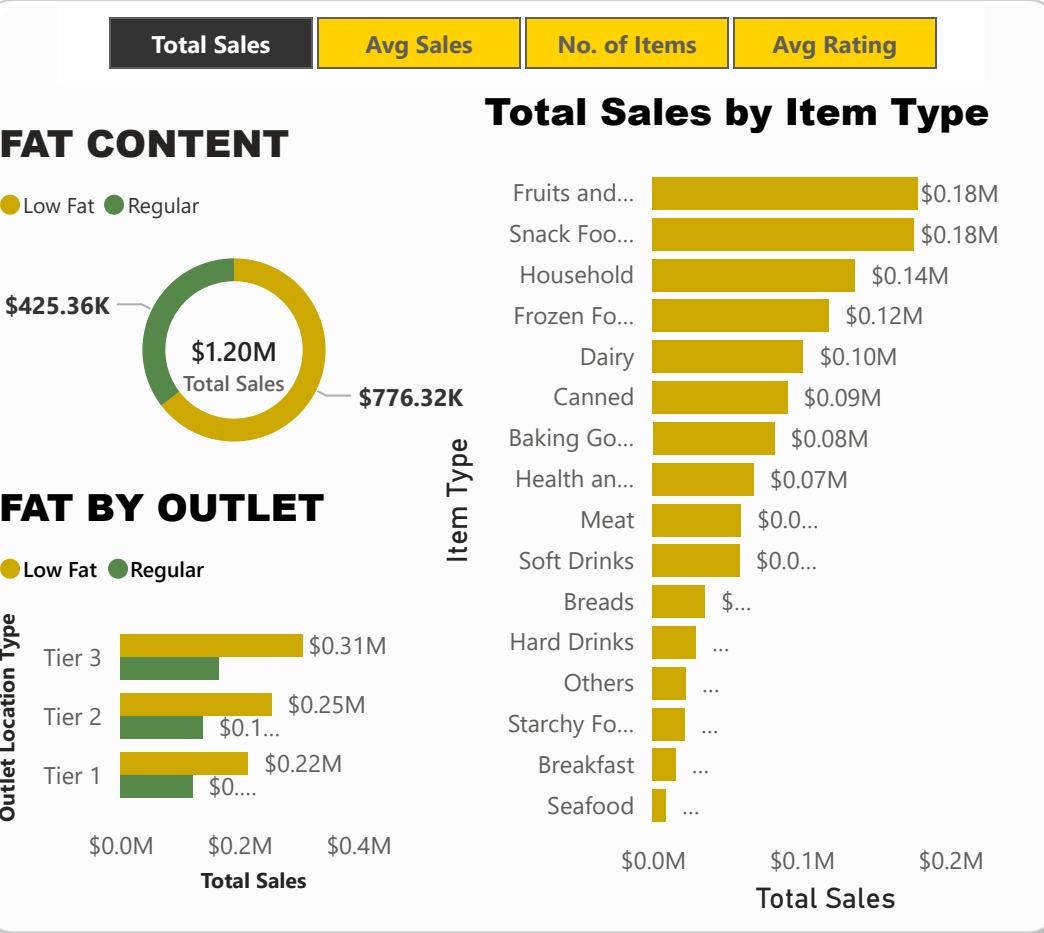 Total Sales
Avg Sales
No. of Items
Avg Rating
FAT CONTENT
Low Fat Regular
$425.36K
$1.20M
Total Sales
$776.32K
FAT BY OUTLET
Low Fat Regular
Outlet Location Type
Tier 3
$0.31M
Tier 2
$0.25M
$0.1...
Tier 1
$0.22M
$0....
$0.0M $0.2M $0.4M
Total Sales
Total Sales by Item Type
Item Type
Fruits and... $0.18M
Snack Foo... $0.18M
Household $0.14M
Frozen Fo... $0.12M
Dairy $0.10M
Canned $0.09M
Baking Go... $0.08M
Health an... $0.07M
Meat $0.0...
Soft Drinks $0.0...
Breads $...
Hard Drinks ...
Others ...
Starchy Fo... ...
Breakfast ...
Seafood ...
$0.0M $0.1M $0.2M
Total Sales